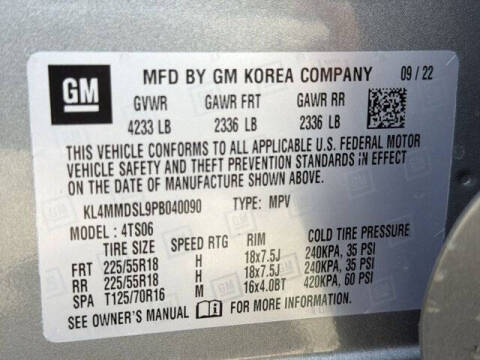 GM MFD BY GM KOREA COMPANY 09 / 22
GVWR GAWR FRT GAWR RR
4233 LB 2336 LB 2336 LB
THIS VEHICLE CONFORMS TO ALL APPLICABLE U.S. FEDERAL MOTOR
VEHICLE SAFETY AND THEFT PREVENTION STANDARDS IN EFFECT
ON THE DATE OF MANUFACTURE SHOWN ABOVE.
KL4MMDSL9PB040090 TYPE: MPV
MODEL : 4TS06
TIRE SIZE SPEED RTG RIM COLD TIRE PRESSURE
FRT 225/55R18 H 18x7.5J 240KPA, 35 PSI
RR 225/55R18 H 18x7.5J 240KPA, 35 PSI
SPA T125/70R16 M 16x4.0BT 420KPA, 60 PSI
SEE OWNER'S MANUAL FOR MORE INFORMATION